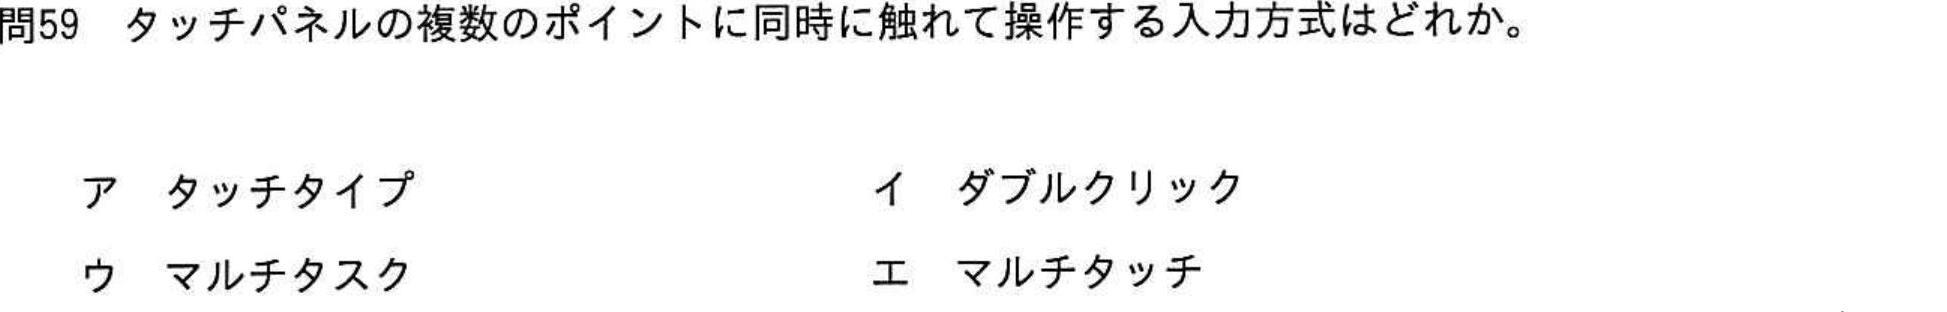 問59　タッチパネルの複数のポイントに同時に触れて操作する入力方式はどれか。
ア　タッチタイプ　イ　ダブルクリック
ウ　マルチタスク　エ　マルチタッチ